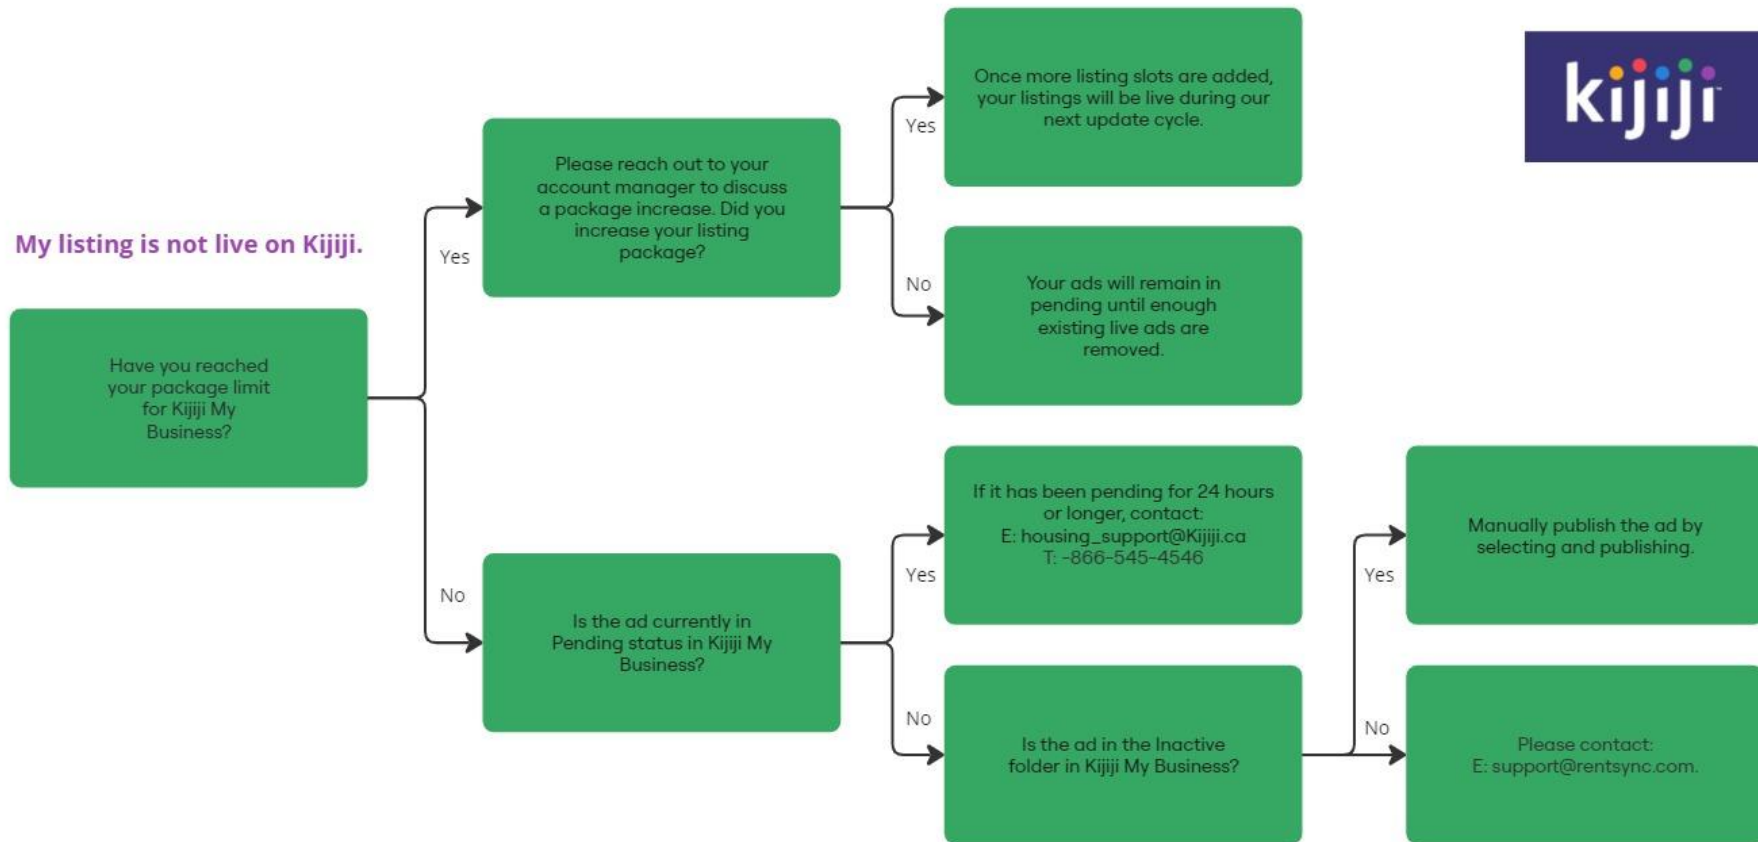 My listing is not live on Kijiji.
Have you reached
your package limit
for Kijiji My
Business?
Yes
Please reach out to your
account manager to discuss
a package increase. Did you
increase your listing
package?
Yes
Once more listing slots are added,
your listings will be live during our
next update cycle.
No
Your ads will remain in
pending until enough
existing live ads are
removed.
No
Is the ad currently in
Pending status in Kijiji My
Business?
Yes
If it has been pending for 24 hours
or longer, contact:
E: housing_support@Kijiji.ca
T: -866-545-4546
No
Is the ad in the Inactive
folder in Kijiji My Business?
Yes
Manually publish the ad by
selecting and publishing.
No
Please contact:
E: support@rentsync.com.
kijiji